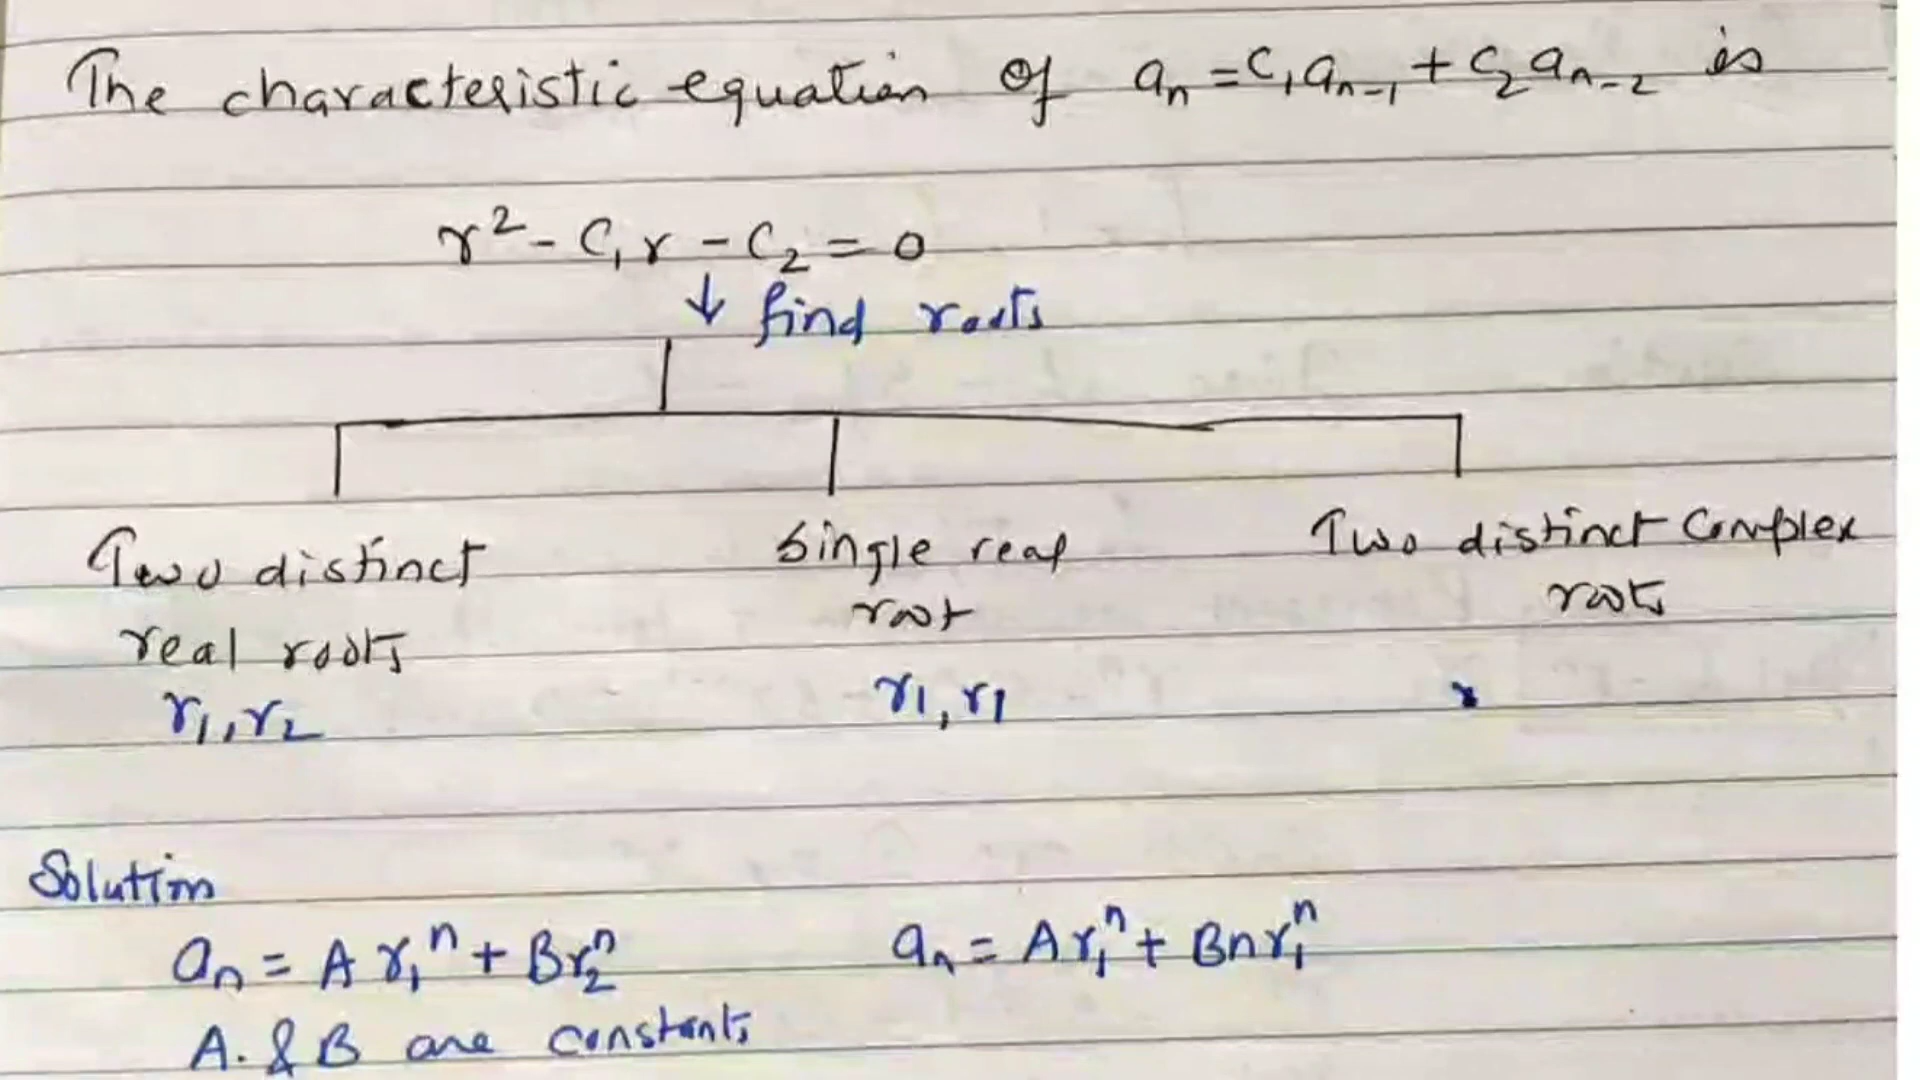 The characteristic equation of aₙ = C₁aₙ₋₁ + C₂aₙ₋₂ is
r² - C₁r - C₂ = 0
↓ find roots
Two distinct real roots
r₁, r₂
Single real root
r₁, r₁
Two distinct Complex roots
Solution
aₙ = A r₁ⁿ + B r₂ⁿ
aₙ = A r₁ⁿ + B n r₁ⁿ
A. & B are constants